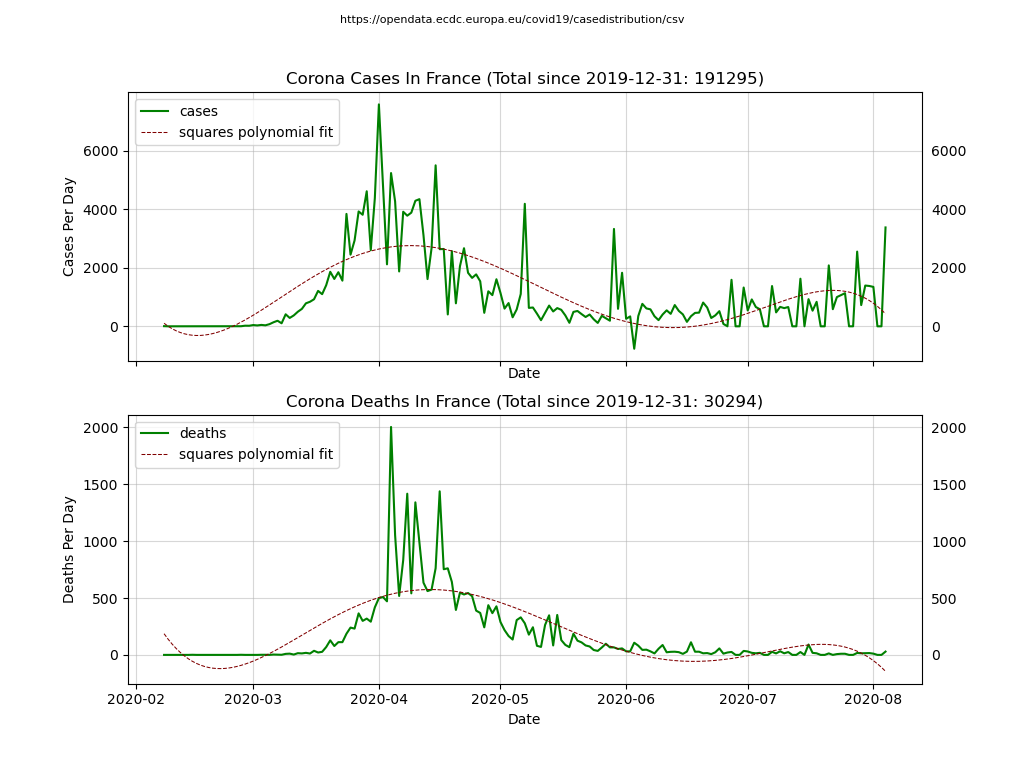 https://opendata.ecdc.europa.eu/covid19/casedistribution/csv
Corona Cases In France (Total since 2019-12-31: 191295)
cases
squares polynomial fit
Cases Per Day
6000
4000
2000
0
6000
4000
2000
0
Date
Corona Deaths In France (Total since 2019-12-31: 30294)
deaths
squares polynomial fit
Deaths Per Day
2000
1500
1000
500
0
2000
1500
1000
500
0
2020-02 2020-03 2020-04 2020-05 2020-06 2020-07 2020-08
Date